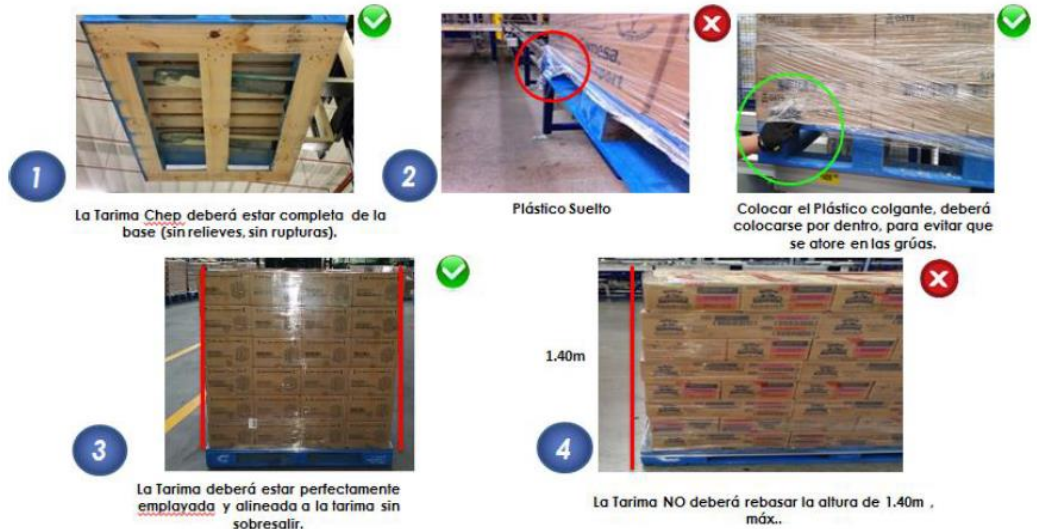 1
La Tarima Chep deberá estar completa de la
base (sin relieves, sin rupturas).
2
Plástico Suelto
Colocar el Plástico colgante, deberá
colocarse por dentro, para evitar que
se atore en las grúas.
3
La Tarima deberá estar perfectamente
emplayada y alineada a la tarima sin
sobresalir.
1.40m
4
La Tarima NO deberá rebasar la altura de 1.40m ,
máx..